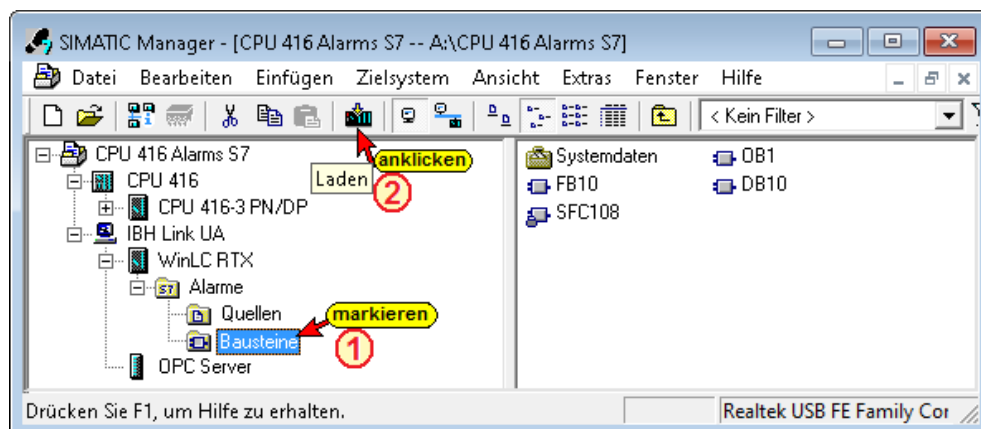 SIMATIC Manager - [CPU 416 Alarms S7 -- A:\CPU 416 Alarms S7]
Datei Bearbeiten Einfügen Zielsystem Ansicht Extras Fenster Hilfe
< Kein Filter >
CPU 416 Alarms S7
anklicken
CPU 416
Laden
2
CPU 416-3 PN/DP
IBH Link UA
WinLC RTX
S7 Alarme
Quellen
markieren
Bausteine
1
OPC Server
Systemdaten OB1
FB10 DB10
SFC108
Drücken Sie F1, um Hilfe zu erhalten. Realtek USB FE Family Cor